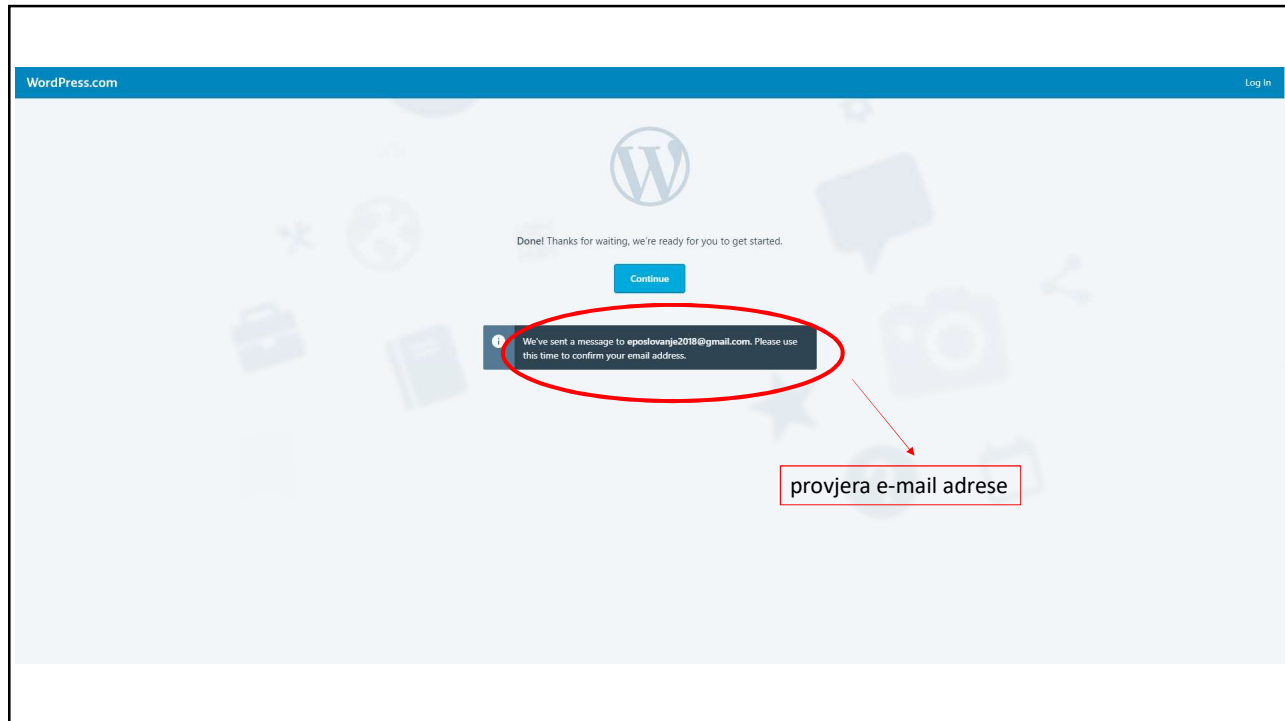 WordPress.com
Log In
Done! Thanks for waiting, we're ready for you to get started.
Continue
We've sent a message to eposlovanje2018@gmail.com. Please use
this time to confirm your email address.
provjera e-mail adrese